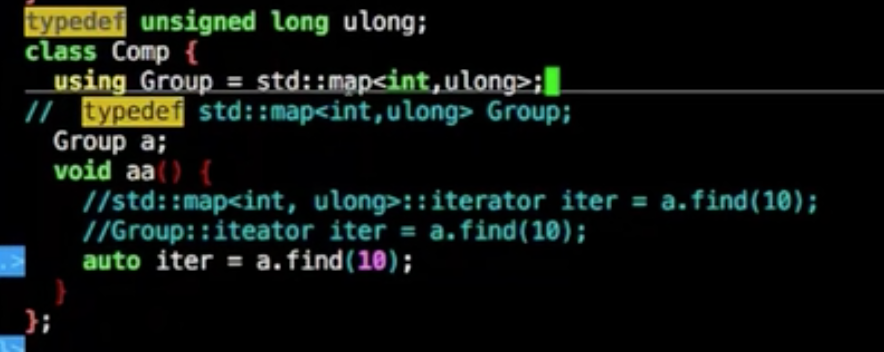 typedef unsigned long ulong;
class Comp {
  using Group = std::map<int,ulong>;
//  typedef std::map<int,ulong> Group;
  Group a;
  void aa() {
    //std::map<int, ulong>::iterator iter = a.find(10);
    //Group::iteator iter = a.find(10);
.>    auto iter = a.find(10);
  }
};